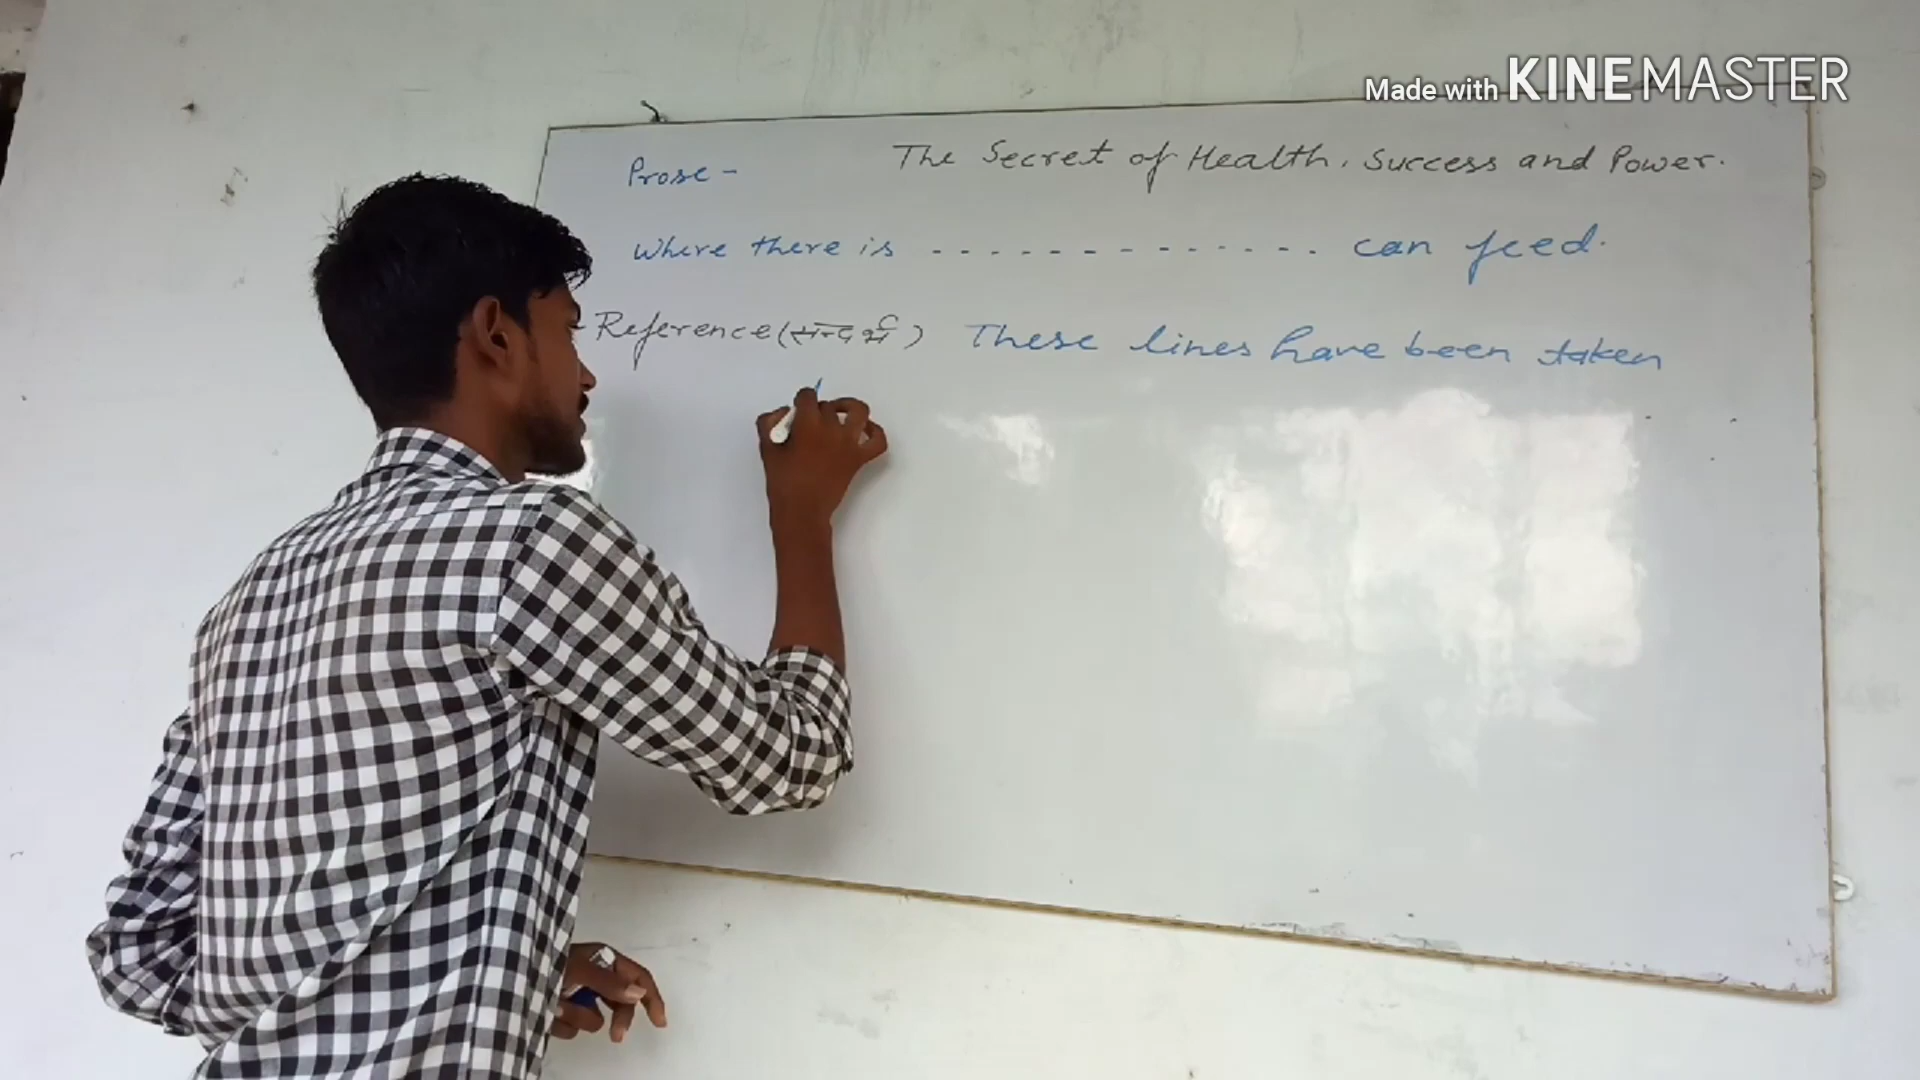 Made with KINEMASTER
Prose - The Secret of Health, Success and Power.
Where there is - - - - - - - - - - - - - can feed.
Reference (सन्दर्भ) These lines have been taken